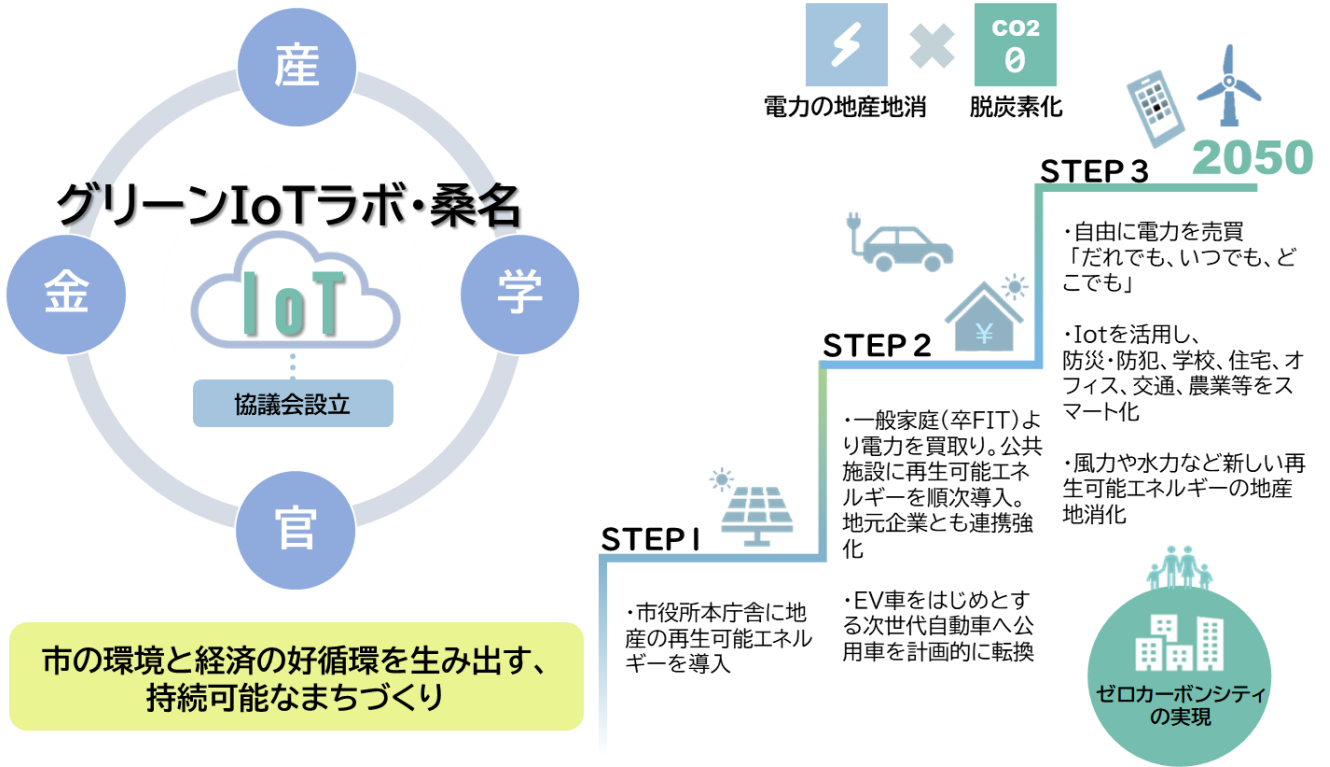 産
グリーンIoTラボ・桑名
金
IoT
学
協議会設立
官
市の環境と経済の好循環を生み出す、
持続可能なまちづくり
CO2
0
電力の地産地消
脱炭素化
STEP1
・市役所本庁舎に地
産の再生可能エネル
ギーを導入
STEP2
¥
・一般家庭(卒FIT)よ
り電力を買取り。公共
施設に再生可能エネ
ルギーを順次導入。
地元企業とも連携強
化
・EV車をはじめとす
る次世代自動車へ公
用車を計画的に転換
STEP3
2050
・自由に電力を売買
「だれでも、いつでも、ど
こでも」
・Iotを活用し、
防災・防犯、学校、住宅、オ
フィス、交通、農業等をス
マート化
・風力や水力など新しい再
生可能エネルギーの地産
地消化
ゼロカーボンシティ
の実現